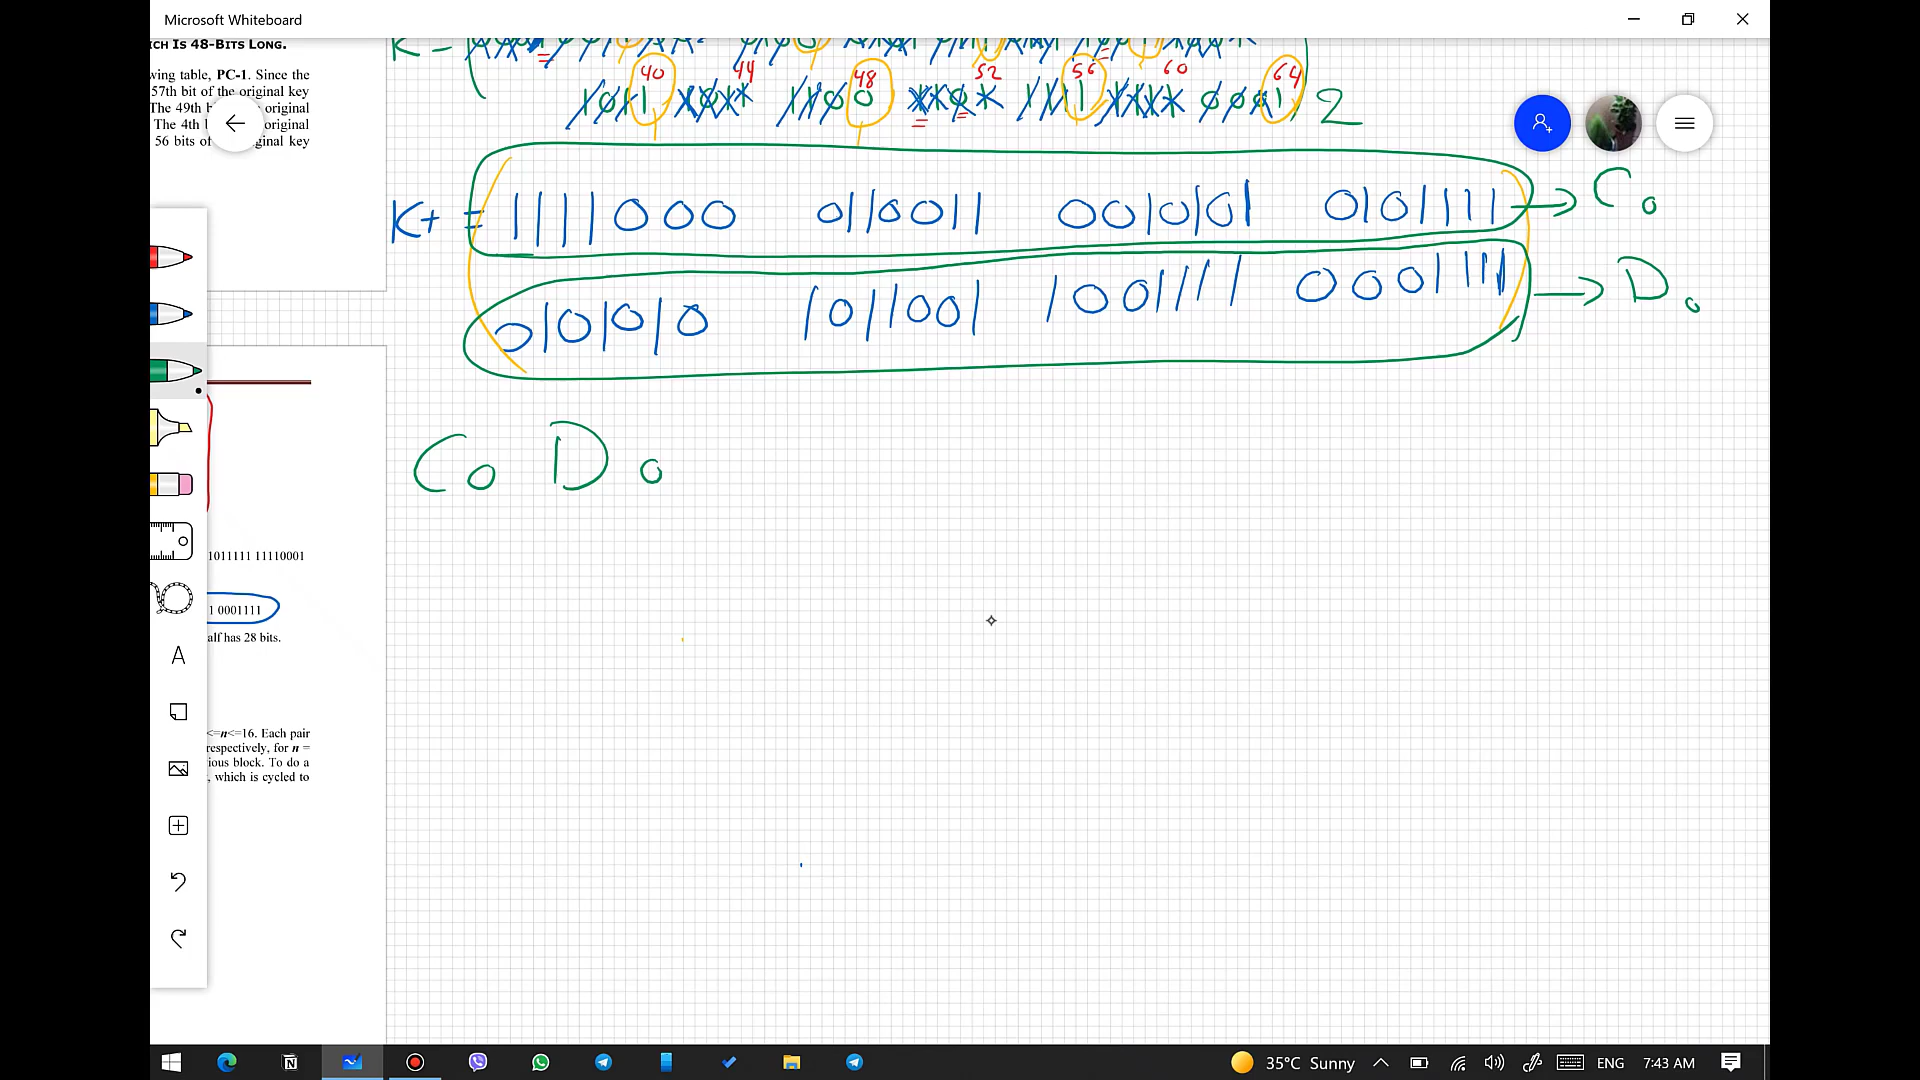 Microsoft Whiteboard
ICH IS 48-BITS LONG.
wing table, PC-1. Since the
57th bit of the original key
The 49th b original
The 4th original
56 bits of ginal key
40 44 48 52 56 60 64
2
K+ = 1111000 0110011 0010101 0101111 → C0
0101010 1011001 1001111 0001111 → D0
C0 D0
1011111 11110001
1 0001111
alf has 28 bits.
<=n<=16. Each pair
respectively, for n =
ious block. To do a
, which is cycled to
A
35°C Sunny
ENG
7:43 AM